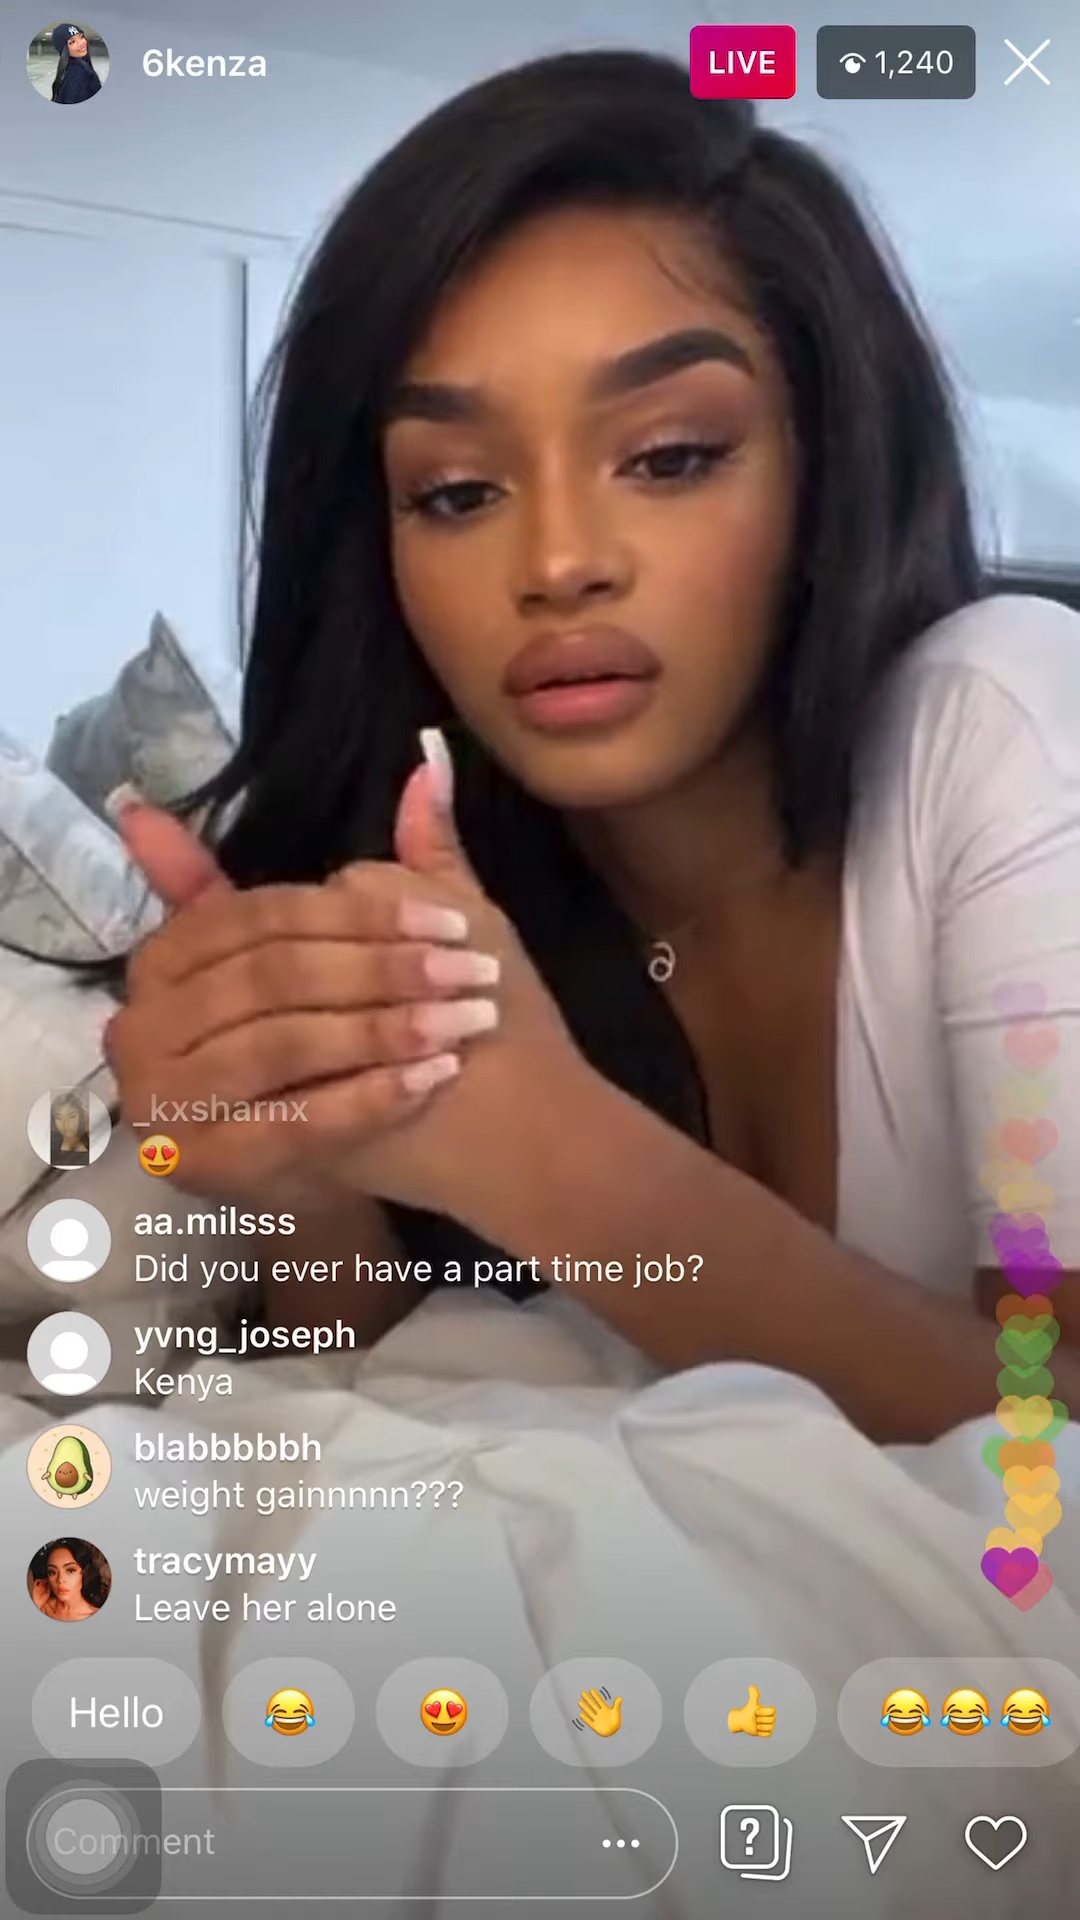 6kenza
LIVE
1,240
_kxsharnx
😍
aa.milsss
Did you ever have a part time job?
yvng_joseph
Kenya
blabbbbbh
weight gainnnnn???
tracymayy
Leave her alone
Hello 😂 😍 👋 👍 😂😂😂
Comment